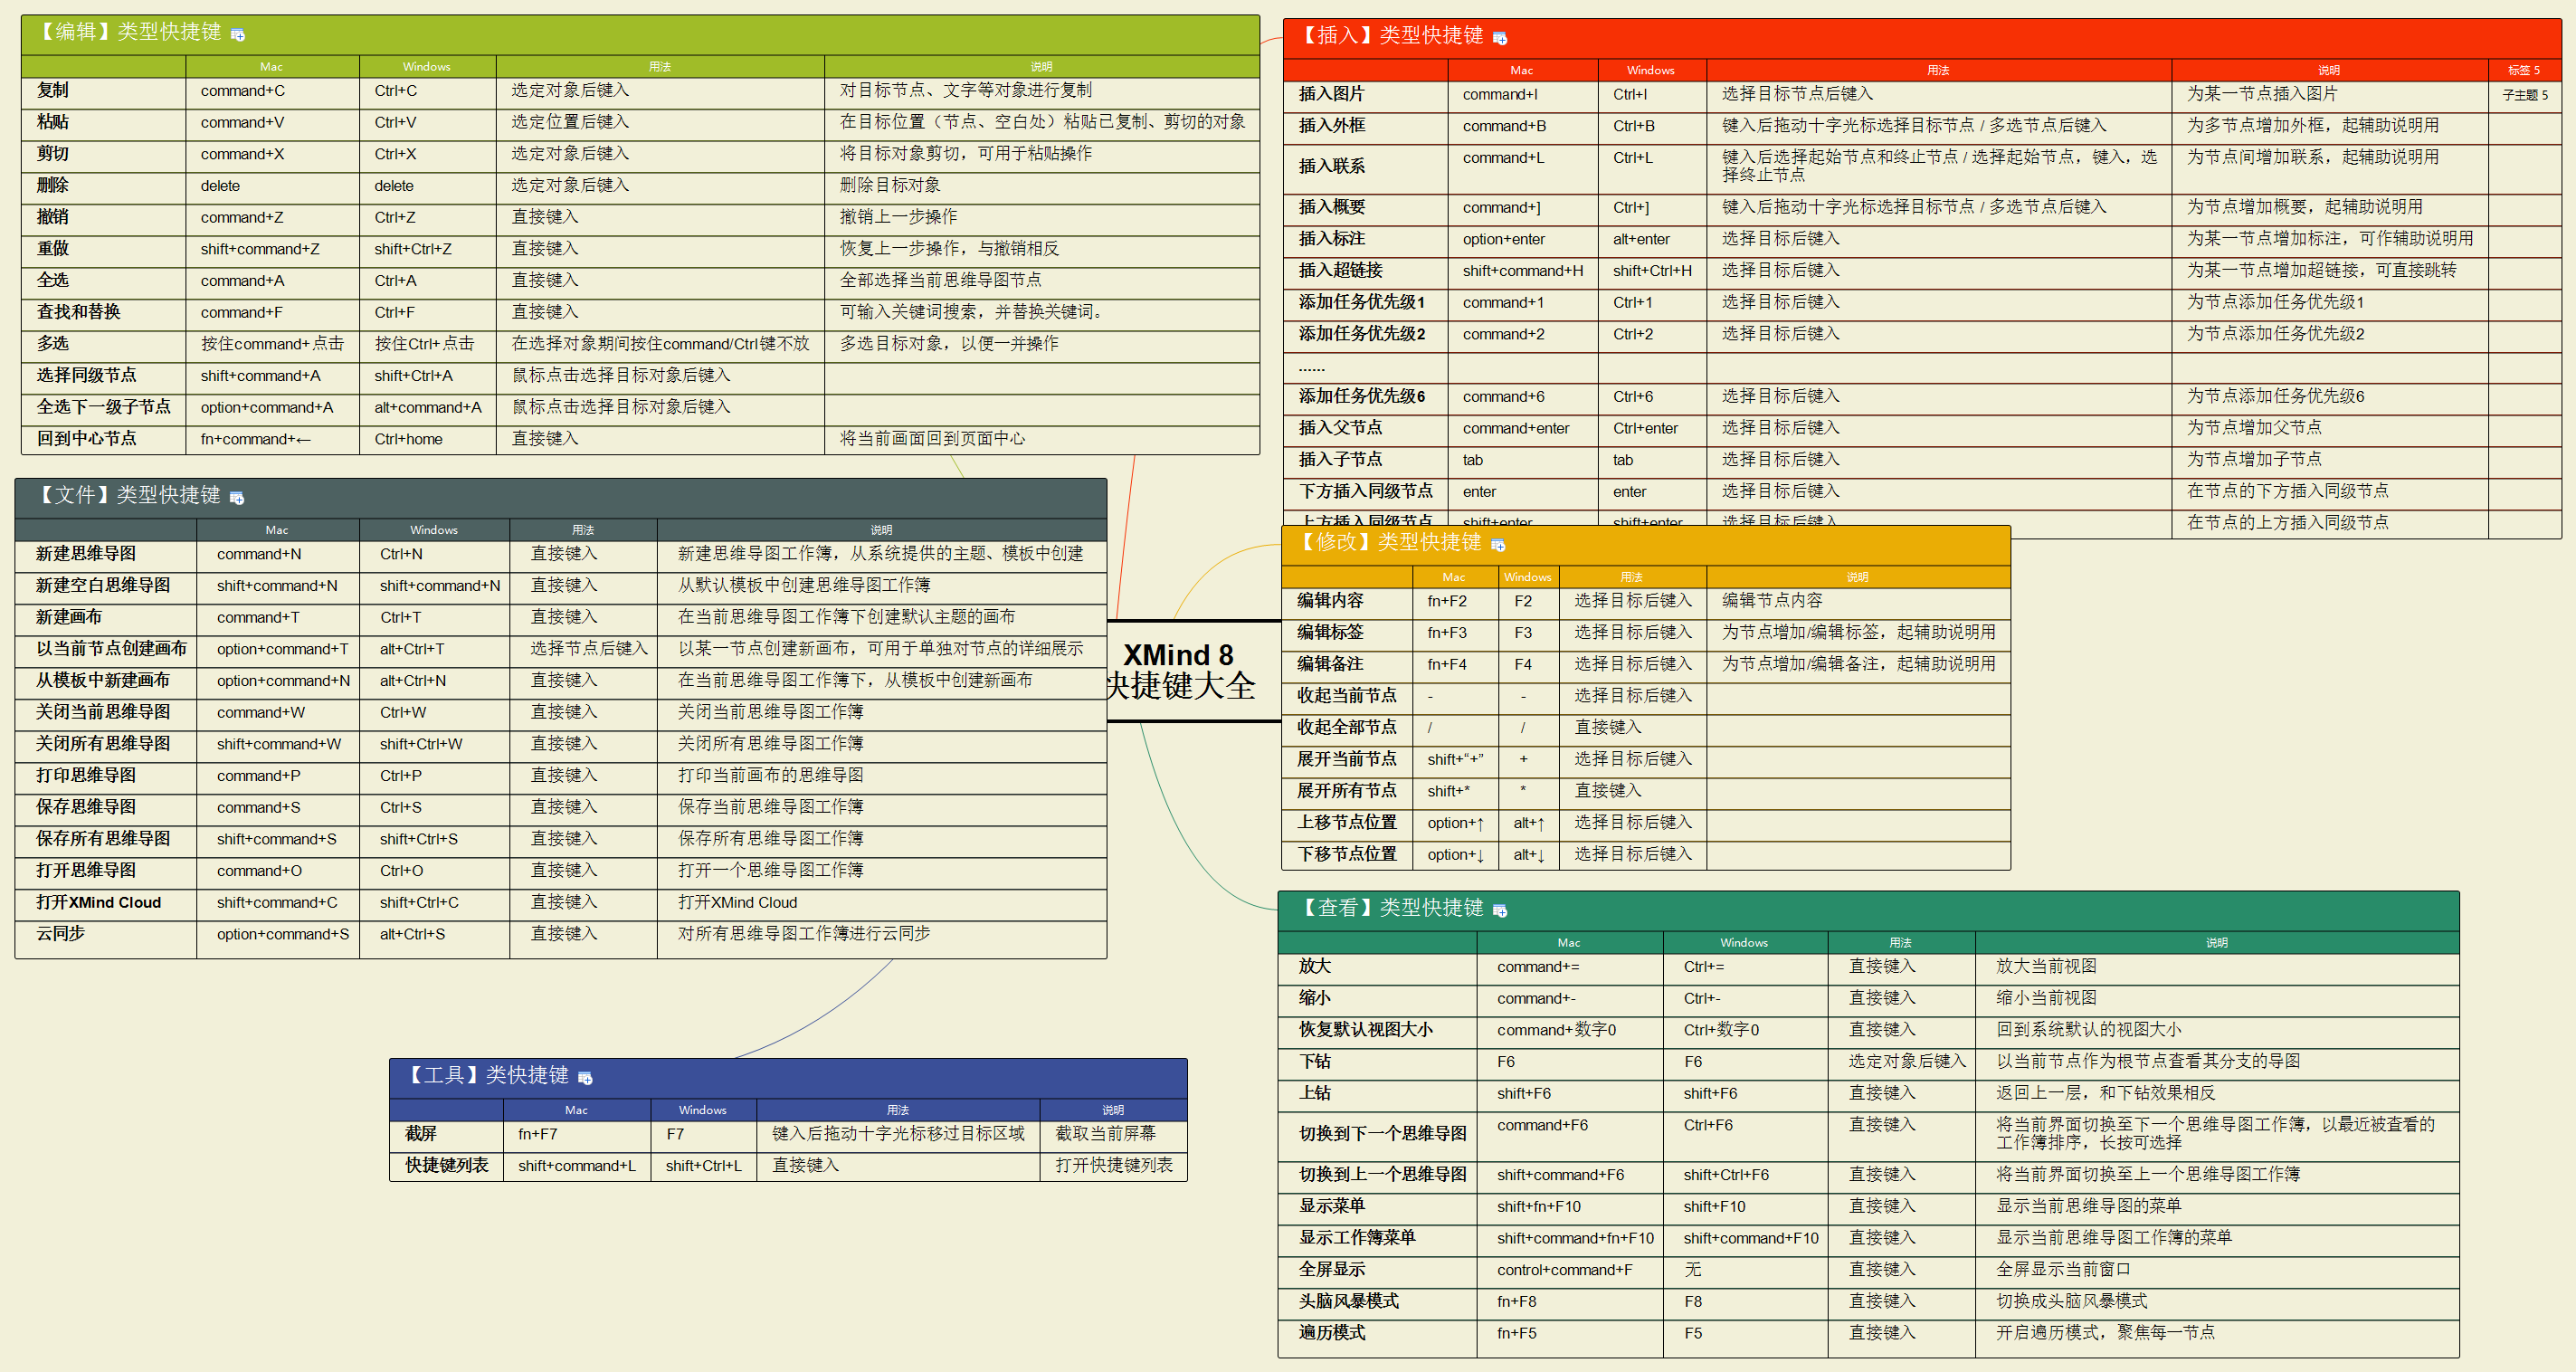 【编辑】类型快捷键
Mac Windows 用法 说明
复制 command+C Ctrl+C 选定对象后键入 对目标节点、文字等对象进行复制
粘贴 command+V Ctrl+V 选定位置后键入 在目标位置（节点、空白处）粘贴已复制、剪切的对象
剪切 command+X Ctrl+X 选定对象后键入 将目标对象剪切，可用于粘贴操作
删除 delete delete 选定对象后键入 删除目标对象
撤销 command+Z Ctrl+Z 直接键入 撤销上一步操作
重做 shift+command+Z shift+Ctrl+Z 直接键入 恢复上一步操作，与撤销相反
全选 command+A Ctrl+A 直接键入 全部选择当前思维导图节点
查找和替换 command+F Ctrl+F 直接键入 可输入关键词搜索，并替换关键词。
多选 按住command+点击 按住Ctrl+点击 在选择对象期间按住command/Ctrl键不放 多选目标对象，以便一并操作
选择同级节点 shift+command+A shift+Ctrl+A 鼠标点击选择目标对象后键入
全选下一级子节点 option+command+A alt+command+A 鼠标点击选择目标对象后键入
回到中心节点 fn+command+← Ctrl+home 直接键入 将当前画面回到页面中心
【文件】类型快捷键
Mac Windows 用法 说明
新建思维导图 command+N Ctrl+N 直接键入 新建思维导图工作簿，从系统提供的主题、模板中创建
新建空白思维导图 shift+command+N shift+command+N 直接键入 从默认模板中创建思维导图工作簿
新建画布 command+T Ctrl+T 直接键入 在当前思维导图工作簿下创建默认主题的画布
以当前节点创建画布 option+command+T alt+Ctrl+T 选择节点后键入 以某一节点创建新画布，可用于单独对节点的详细展示
从模板中新建画布 option+command+N alt+Ctrl+N 直接键入 在当前思维导图工作簿下，从模板中创建新画布
关闭当前思维导图 command+W Ctrl+W 直接键入 关闭当前思维导图工作簿
关闭所有思维导图 shift+command+W shift+Ctrl+W 直接键入 关闭所有思维导图工作簿
打印思维导图 command+P Ctrl+P 直接键入 打印当前画布的思维导图
保存思维导图 command+S Ctrl+S 直接键入 保存当前思维导图工作簿
保存所有思维导图 shift+command+S shift+Ctrl+S 直接键入 保存所有思维导图工作簿
打开思维导图 command+O Ctrl+O 直接键入 打开一个思维导图工作簿
打开XMind Cloud shift+command+C shift+Ctrl+C 直接键入 打开XMind Cloud
云同步 option+command+S alt+Ctrl+S 直接键入 对所有思维导图工作簿进行云同步
【工具】类快捷键
Mac Windows 用法 说明
截屏 fn+F7 F7 键入后拖动十字光标移过目标区域 截取当前屏幕
快捷键列表 shift+command+L shift+Ctrl+L 直接键入 打开快捷键列表
XMind 8
快捷键大全
【插入】类型快捷键
Mac Windows 用法 说明 标签 5
插入图片 command+I Ctrl+I 选择目标节点后键入 为某一节点插入图片 子主题 5
插入外框 command+B Ctrl+B 键入后拖动十字光标选择目标节点 / 多选节点后键入 为多节点增加外框，起辅助说明用
插入联系 command+L Ctrl+L 键入后选择起始节点和终止节点 / 选择起始节点，键入，选 为节点间增加联系，起辅助说明用
择终止节点
插入概要 command+] Ctrl+] 键入后拖动十字光标选择目标节点 / 多选节点后键入 为节点增加概要，起辅助说明用
插入标注 option+enter alt+enter 选择目标后键入 为某一节点增加标注，可作辅助说明用
插入超链接 shift+command+H shift+Ctrl+H 选择目标后键入 为某一节点增加超链接，可直接跳转
添加任务优先级1 command+1 Ctrl+1 选择目标后键入 为节点添加任务优先级1
添加任务优先级2 command+2 Ctrl+2 选择目标后键入 为节点添加任务优先级2
......
添加任务优先级6 command+6 Ctrl+6 选择目标后键入 为节点添加任务优先级6
插入父节点 command+enter Ctrl+enter 选择目标后键入 为节点增加父节点
插入子节点 tab tab 选择目标后键入 为节点增加子节点
下方插入同级节点 enter enter 选择目标后键入 在节点的下方插入同级节点
上方插入同级节点 shift+enter shift+enter 选择目标后键入 在节点的上方插入同级节点
【修改】类型快捷键
Mac Windows 用法 说明
编辑内容 fn+F2 F2 选择目标后键入 编辑节点内容
编辑标签 fn+F3 F3 选择目标后键入 为节点增加/编辑标签，起辅助说明用
编辑备注 fn+F4 F4 选择目标后键入 为节点增加/编辑备注，起辅助说明用
收起当前节点 - - 选择目标后键入
收起全部节点 / / 直接键入
展开当前节点 shift+“+” + 选择目标后键入
展开所有节点 shift+* * 直接键入
上移节点位置 option+↑ alt+↑ 选择目标后键入
下移节点位置 option+↓ alt+↓ 选择目标后键入
【查看】类型快捷键
Mac Windows 用法 说明
放大 command+= Ctrl+= 直接键入 放大当前视图
缩小 command+- Ctrl+- 直接键入 缩小当前视图
恢复默认视图大小 command+数字0 Ctrl+数字0 直接键入 回到系统默认的视图大小
下钻 F6 F6 选定对象后键入 以当前节点作为根节点查看其分支的导图
上钻 shift+F6 shift+F6 直接键入 返回上一层，和下钻效果相反
切换到下一个思维导图 command+F6 Ctrl+F6 直接键入 将当前界面切换至下一个思维导图工作簿，以最近被查看的
工作簿排序，长按可选择
切换到上一个思维导图 shift+command+F6 shift+Ctrl+F6 直接键入 将当前界面切换至上一个思维导图工作簿
显示菜单 shift+fn+F10 shift+F10 直接键入 显示当前思维导图的菜单
显示工作簿菜单 shift+command+fn+F10 shift+command+F10 直接键入 显示当前思维导图工作簿的菜单
全屏显示 control+command+F 无 直接键入 全屏显示当前窗口
头脑风暴模式 fn+F8 F8 直接键入 切换成头脑风暴模式
遍历模式 fn+F5 F5 直接键入 开启遍历模式，聚焦每一节点